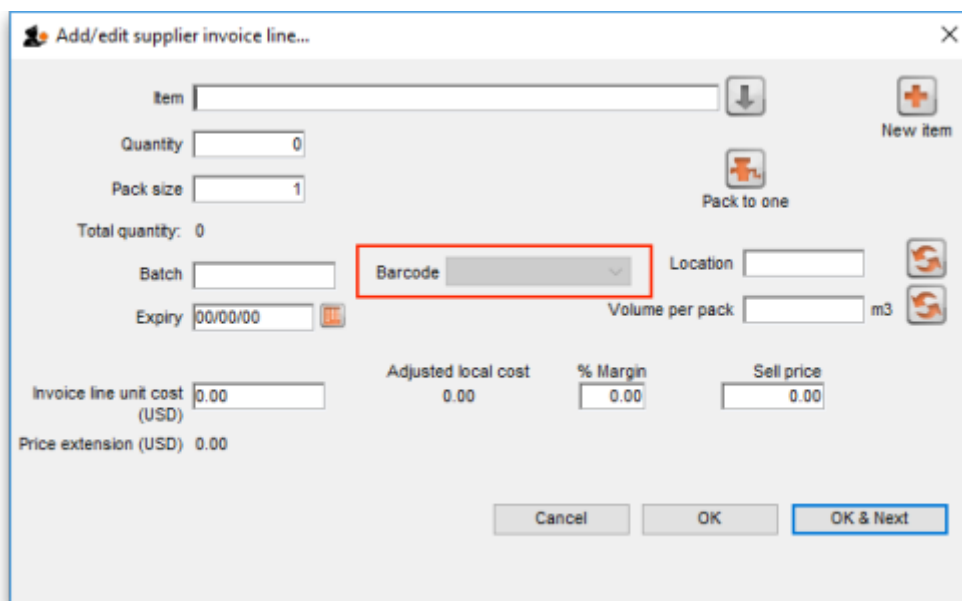 Add/edit supplier invoice line...
Item
New item
Quantity 0
Pack to one
Pack size 1
Total quantity: 0
Batch
Barcode
Location
Expiry 00/00/00
Volume per pack m3
Adjusted local cost % Margin Sell price
Invoice line unit cost (USD) 0.00 0.00 0.00 0.00
Price extension (USD) 0.00
Cancel OK OK & Next